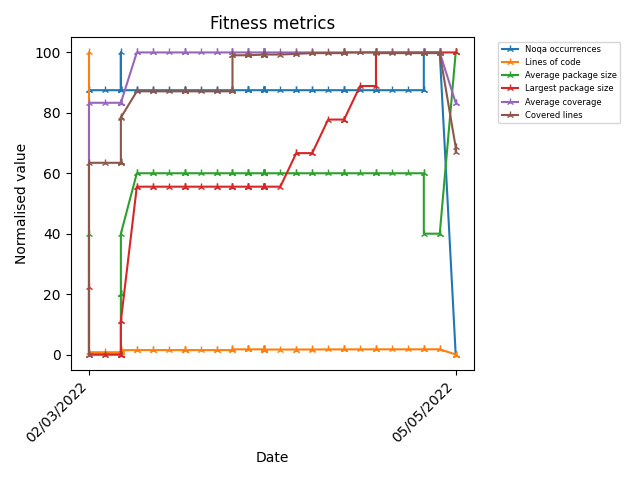 Fitness metrics
Normalised value
100
80
60
40
20
0
02/03/2022
05/05/2022
Date
Noqa occurrences
Lines of code
Average package size
Largest package size
Average coverage
Covered lines